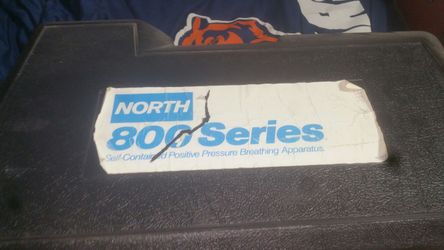 NORTH
800 Series
Self-Contained Positive Pressure Breathing Apparatus.